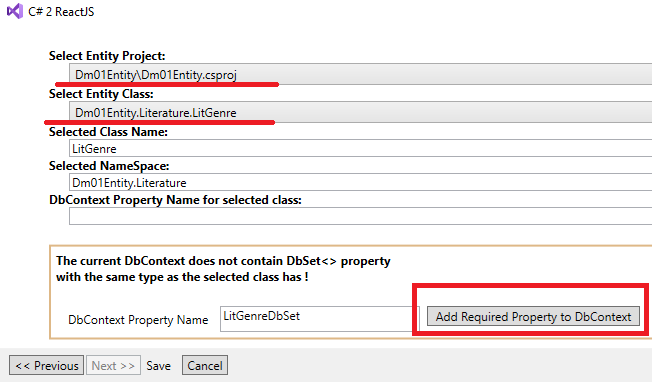 C# 2 ReactJS
Select Entity Project:
Dm01Entity\Dm01Entity.csproj
Select Entity Class:
Dm01Entity.Literature.LitGenre
Selected Class Name:
LitGenre
Selected NameSpace:
Dm01Entity.Literature
DbContext Property Name for selected class:
The current DbContext does not contain DbSet<> property
with the same type as the selected class has !
DbContext Property Name LitGenreDbSet Add Required Property to DbContext
<< Previous Next >> Save Cancel